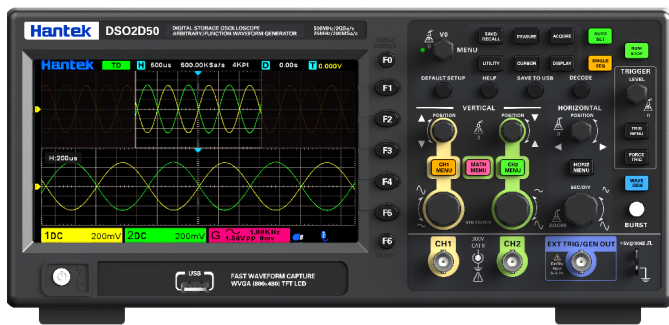 Hantek DSO2D50
DIGITAL STORAGE OSCILLOSCOPE
ARBITRARY/FUNCTION WAVEFORM GENERATOR
500MHz/2GSa/s
25MHz/200MSa/s
Hantek TD H 500us 600.00KSa/s 4KPt D 0.00s T 0.000V
H:200us
1DC 200mV 2DC 200mV G 1.00KHz
1.50Vpp 0mv
F0
F1
F2
F3
F4
F5
F6
V0
MENU
SAVE/
RECALL
MEASURE
ACQUIRE
AUTO
SET
RUN
STOP
UTILITY
CURSOR
DISPLAY
SINGLE
SEQ
DEFAULT SETUP
HELP
SAVE TO USB
DECODE
TRIGGER
LEVEL
VERTICAL
HORIZONTAL
POSITION
POSITION
POSITION
TRIG
MENU
FORCE
TRIG
CH1
MENU
MATH
MENU
CH2
MENU
HORIZ
MENU
WAVE
GEN
VOLTS/DIV
SEC/DIV
ZOOM
BURST
CH1
300V
CAT II
CH2
EXT TRIG/GEN OUT
USB
FAST WAVEFORM CAPTURE
WVGA (800x480) TFT LCD